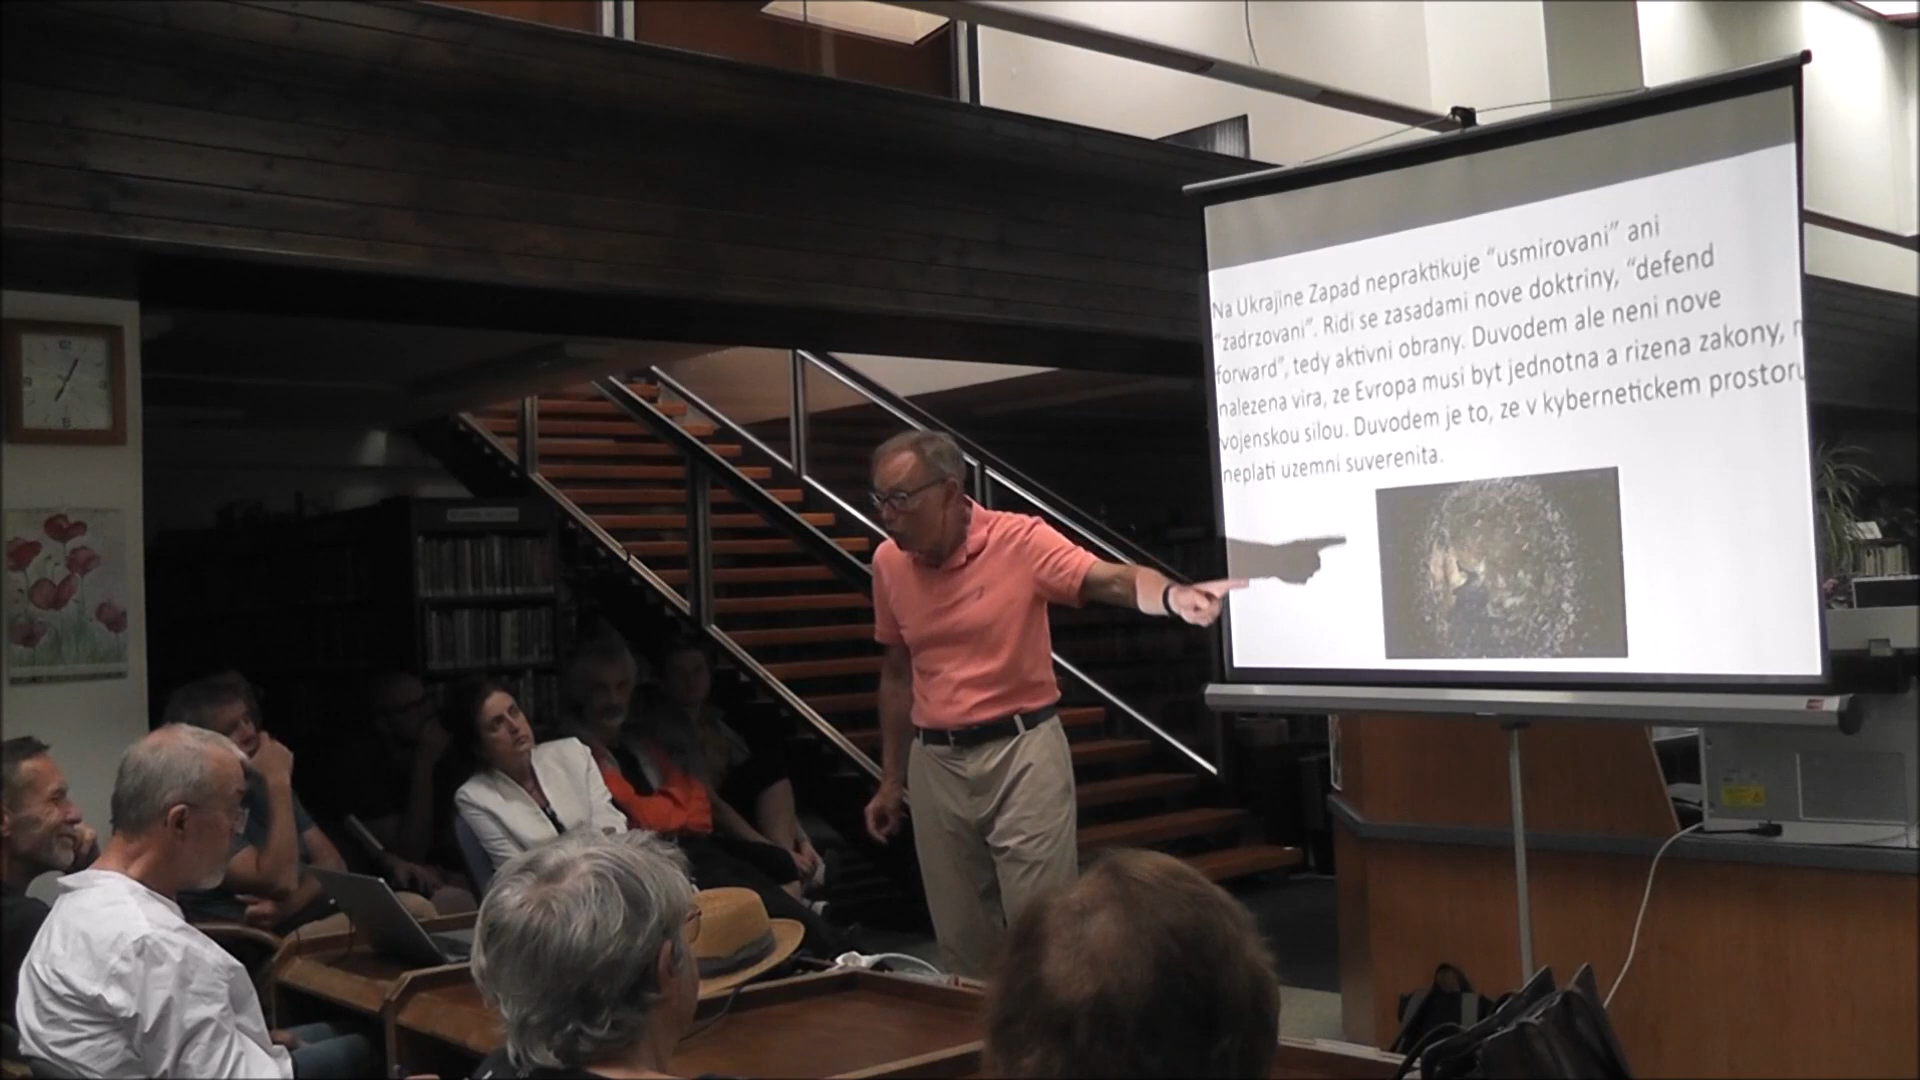 Na Ukrajine Zapad nepraktikuje “usmirovani” ani
“zadrzovani”. Ridi se zasadami nove doktriny, “defend
forward”, tedy aktivni obrany. Duvodem ale neni nove
nalezena vira, ze Evropa musi byt jednotna a rizena zakony,
vojenskou silou. Duvodem je to, ze v kybernetickem prostoru
neplati uzemni suverenita.